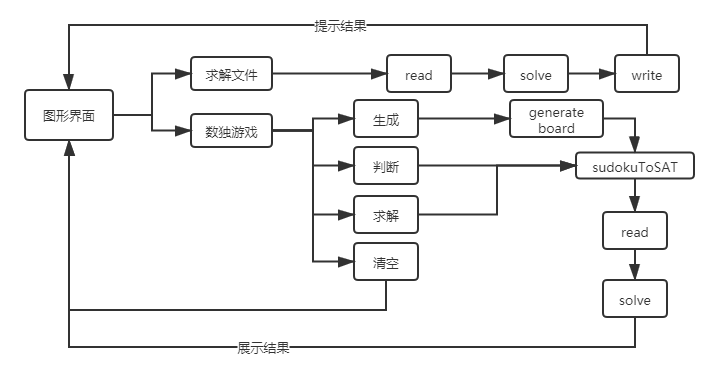 提示结果
求解文件
read
solve
write
图形界面
数独游戏
生成
generate
board
判断
sudokuToSAT
求解
read
清空
solve
展示结果